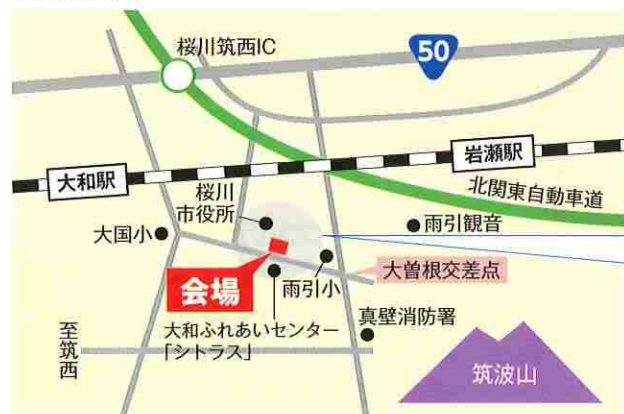 桜川筑西IC
50
岩瀬駅
大和駅
北関東自動車道
桜川
市役所
大国小
雨引観音
大曽根交差点
会場
雨引小
大和ふれあいセンター
「シトラス」
真壁消防署
至筑西
筑波山